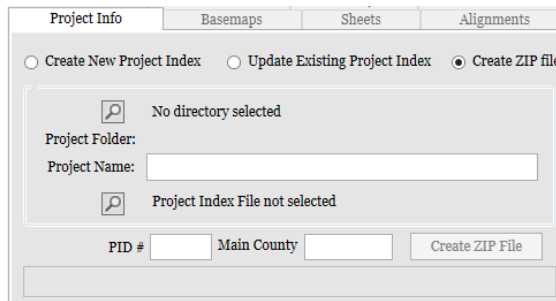 Project Info Basemaps Sheets Alignments
Create New Project Index Update Existing Project Index Create ZIP file
No directory selected
Project Folder:
Project Name:
Project Index File not selected
PID # Main County Create ZIP File